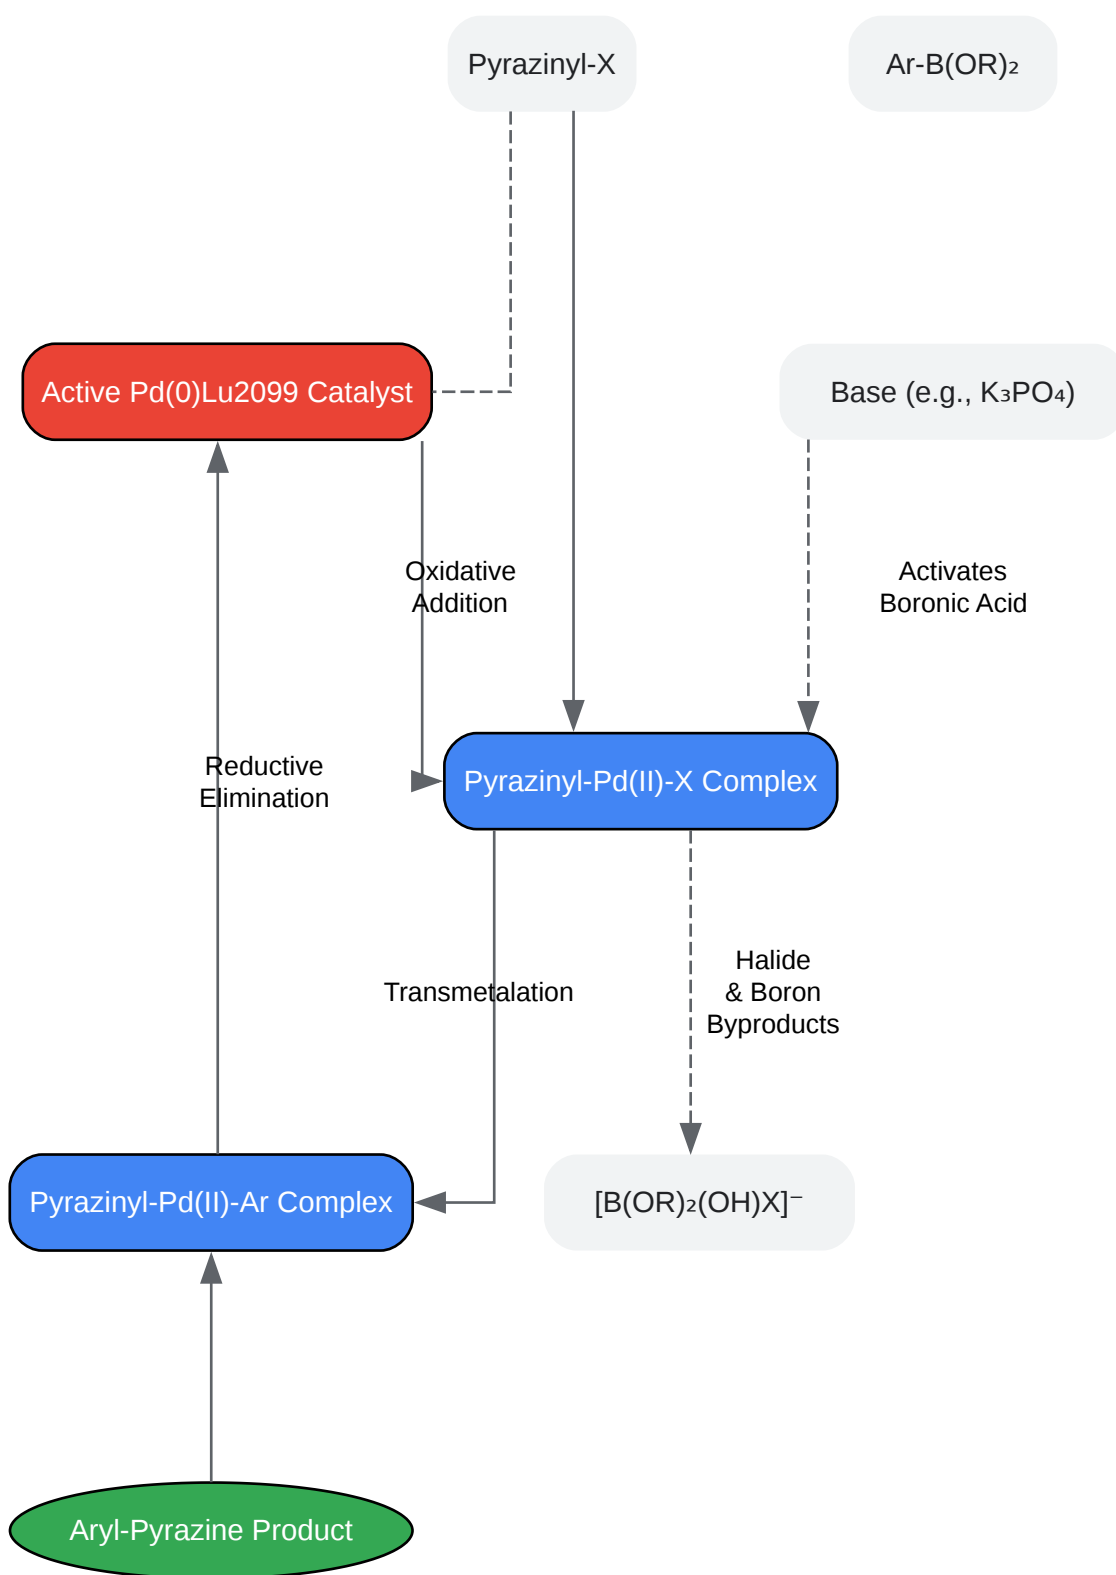 Pyrazinyl-X
Ar-B(OR)₂
Active Pd(0)Lu2099 Catalyst
Base (e.g., K₃PO₄)
Oxidative
Addition
Activates
Boronic Acid
Reductive
Elimination
Pyrazinyl-Pd(II)-X Complex
Transmetalation
Halide
& Boron
Byproducts
Pyrazinyl-Pd(II)-Ar Complex
[B(OR)₂(OH)X]⁻
Aryl-Pyrazine Product